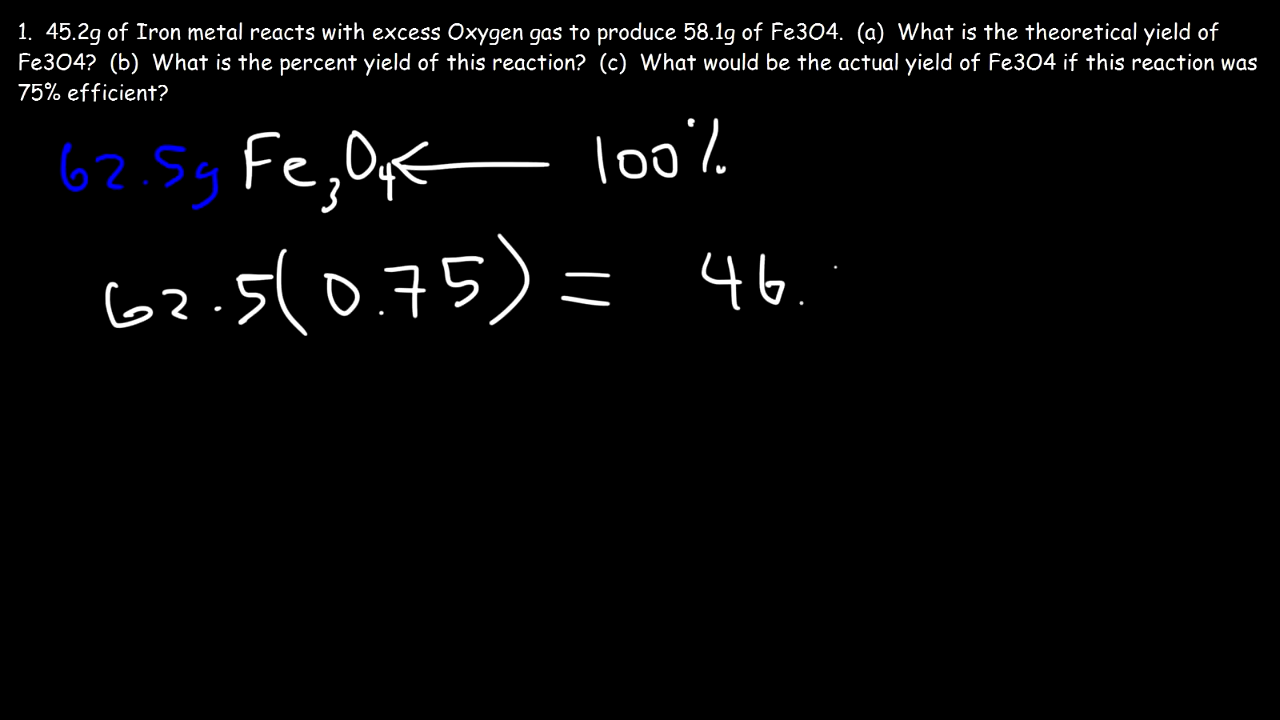 1. 45.2g of Iron metal reacts with excess Oxygen gas to produce 58.1g of Fe3O4. (a) What is the theoretical yield of
Fe3O4? (b) What is the percent yield of this reaction? (c) What would be the actual yield of Fe3O4 if this reaction was
75% efficient?
62.5g Fe₃O₄ ← 100%
62.5(0.75) = 46.